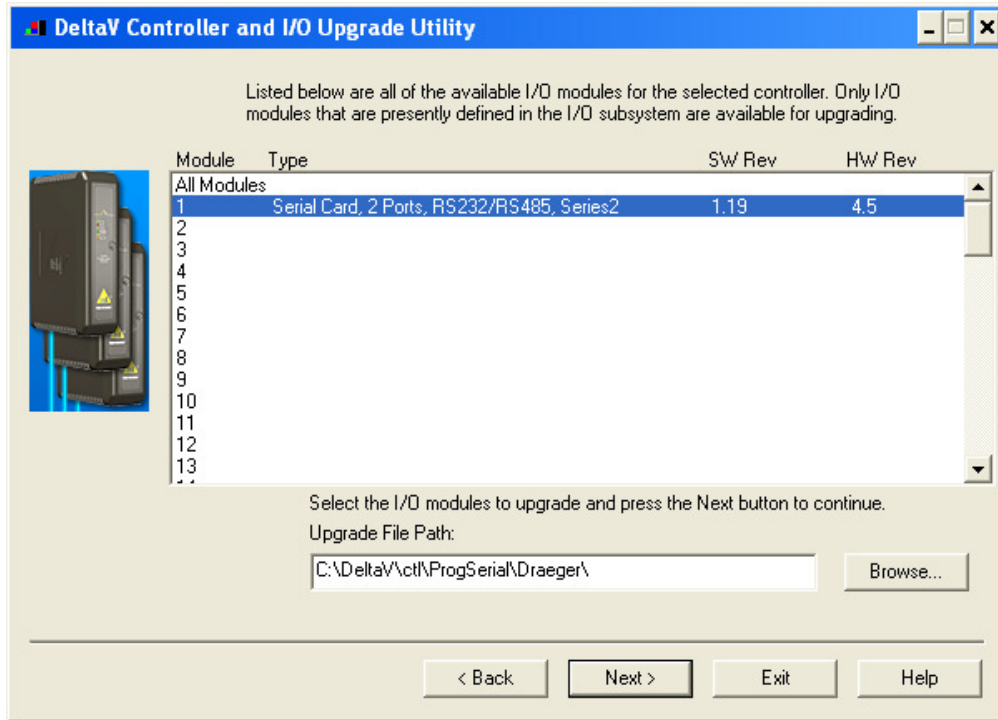 DeltaV Controller and I/O Upgrade Utility
Listed below are all of the available I/O modules for the selected controller. Only I/O
modules that are presently defined in the I/O subsystem are available for upgrading.
Module Type SW Rev HW Rev
All Modules
1 Serial Card, 2 Ports, RS232/RS485, Series2 1.19 4.5
2
3
4
5
6
7
8
9
10
11
12
13
Select the I/O modules to upgrade and press the Next button to continue.
Upgrade File Path:
C:\DeltaV\ctl\ProgSerial\Draeger\
Browse...
< Back Next > Exit Help